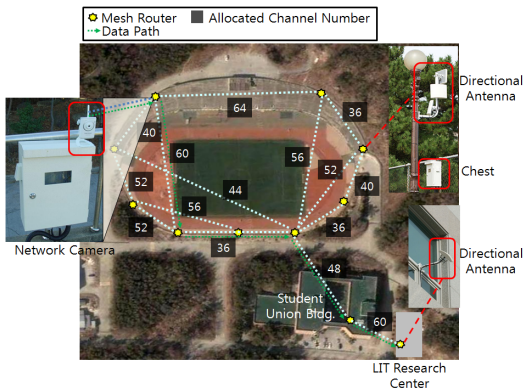 Mesh Router
Allocated Channel Number
Data Path
64
36
40
60
56
52
44
52
56
40
52
36
36
48
60
Directional
Antenna
Chest
Directional
Antenna
Network Camera
Student
Union Bldg.
LIT Research
Center